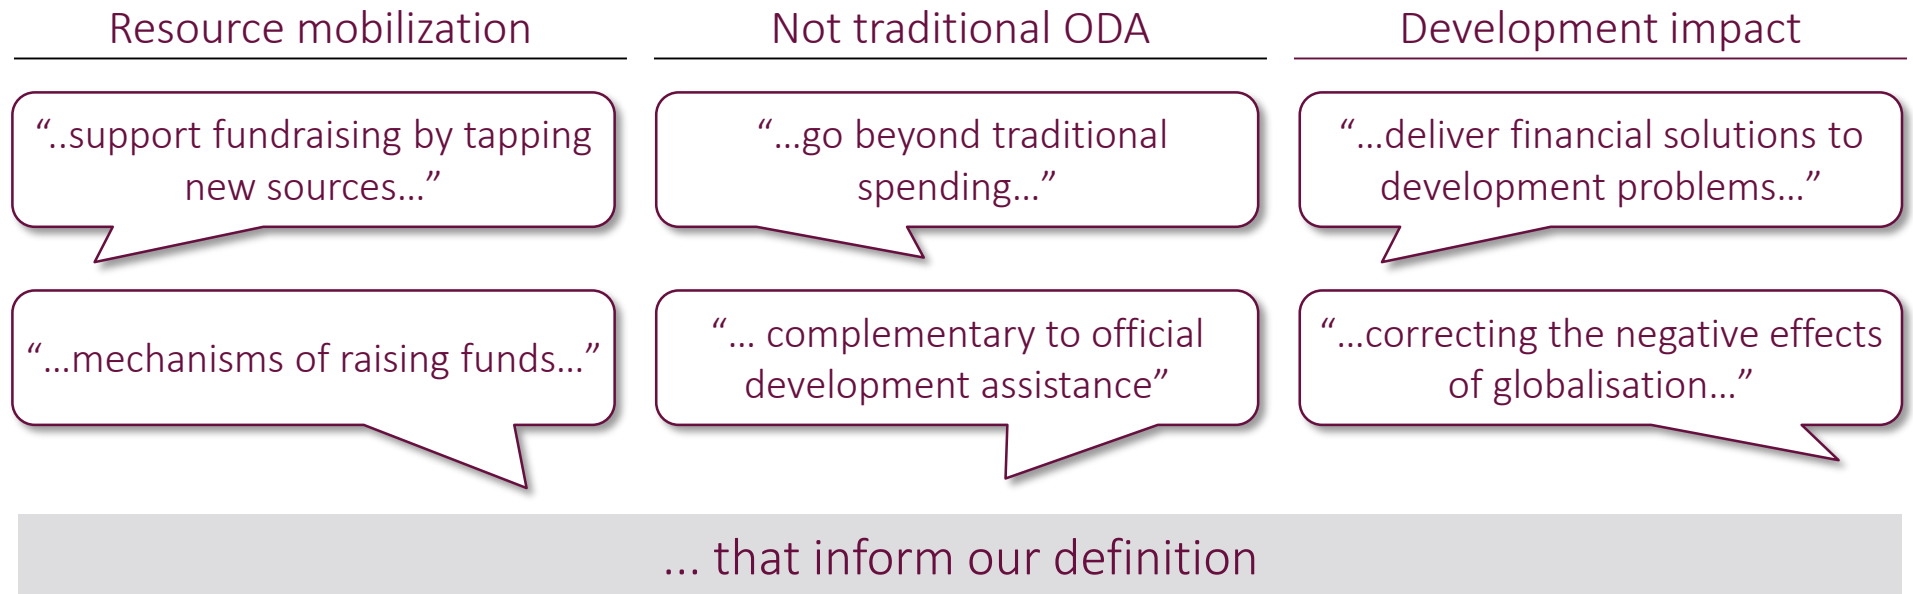 Resource mobilization
“..support fundraising by tapping
new sources...”
“...mechanisms of raising funds...”
Not traditional ODA
“...go beyond traditional
spending...”
“... complementary to official
development assistance”
Development impact
“...deliver financial solutions to
development problems...”
“...correcting the negative effects
of globalisation...”
... that inform our definition